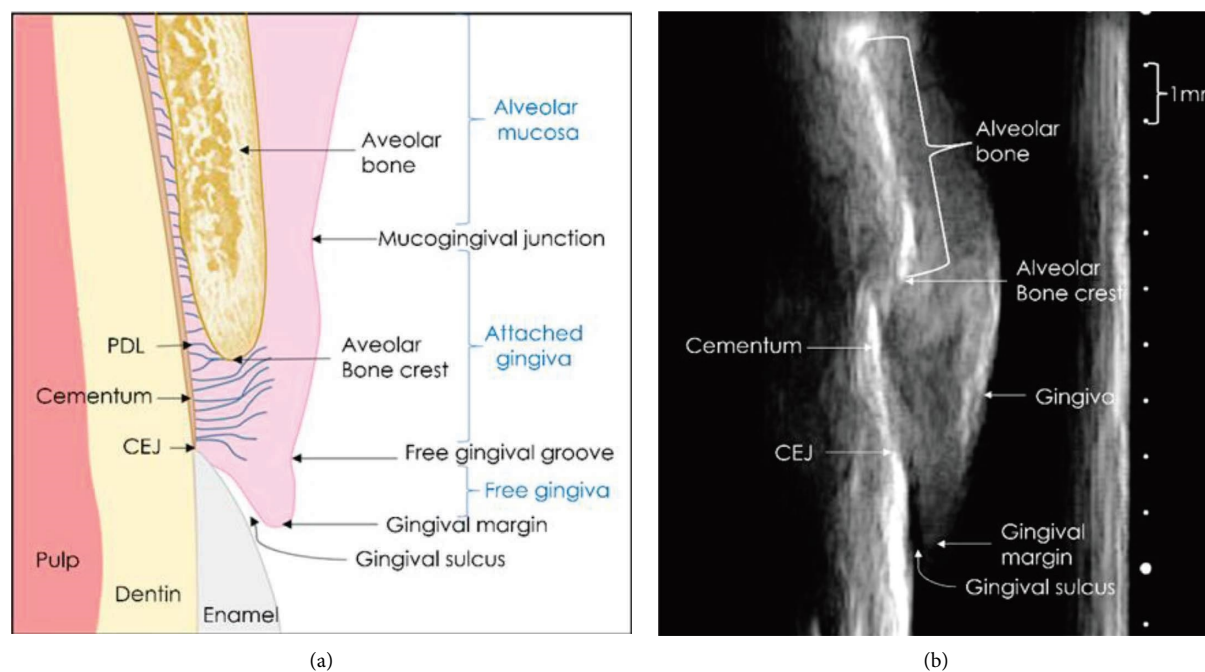 Alveolar
mucosa
Aveolar
bone
Mucogingival junction
PDL
Aveolar
Bone crest
Attached
gingiva
Cementum
CEJ
Free gingival groove
Free gingiva
Gingival margin
Gingival sulcus
Pulp
Dentin
Enamel
(a)
1mm
Alveolar
bone
Alveolar
Bone crest
Cementum
Gingiva
CEJ
Gingival
margin
Gingival sulcus
(b)